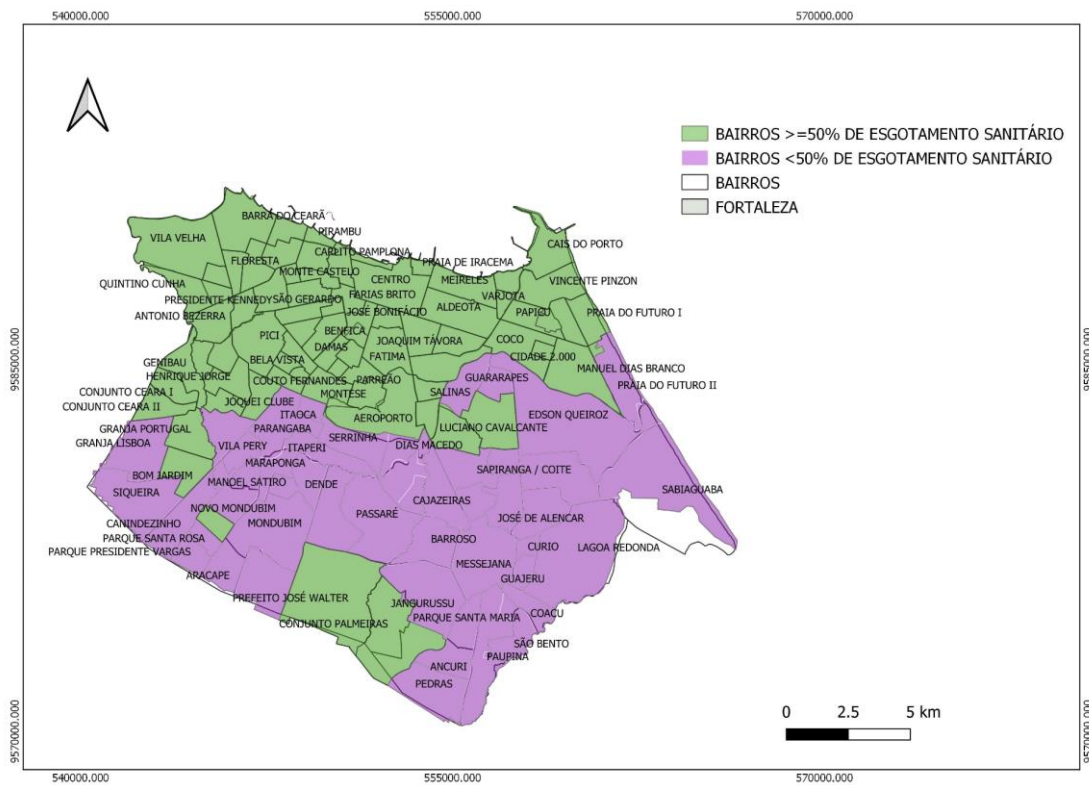 540000.000
555000.000
570000.000
BAIRROS >=50% DE ESGOTAMENTO SANITÁRIO
BAIRROS <50% DE ESGOTAMENTO SANITÁRIO
BAIRROS
FORTALEZA
BARRA DO CEARÃ
PIRAMBU
VILA VELHA
CARLITO PAMPLONA
CAIS DO PORTO
FLORESTA
PRAIA DE IRACEMA
MONTE CASTELO
QUINTINO CUNHA
CENTRO
MEIRELES
VINCENTE PINZON
PRESIDENTE KENNEDY
SÃO GERARDO
FARIAS BRITO
VARJOTA
ALDEOTA
ANTONIO BEZERRA
JOSÉ BONIFÁCIO
PAPICU
PRAIA DO FUTURO I
PICI
BENFICA
DAMAS
JOAQUIM TÁVORA
COCO
BELA VISTA
FATIMA
CIDADE 2.000
GENIBAU
MANUEL DIAS BRANCO
HENRIQUE JORGE
COUTO FERNANDES
PARREÃO
GUARARAPES
PRAIA DO FUTURO II
CONJUNTO CEARA I
MONTESE
SALINAS
JOQUEI CLUBE
CONJUNTO CEARA II
ITAOCA
AEROPORTO
EDSON QUEIROZ
GRANJA PORTUGAL
PARANGABA
LUCIANO CAVALCANTE
GRANJA LISBOA
VILA PERY
ITAPERI
SERRINHA
DIAS MACEDO
MARAPONGA
SAPIRANGA / COITE
BOM JARDIM
MANOEL SATIRO
DENDE
SABIAGUABA
SIQUEIRA
CAJAZEIRAS
NOVO MONDUBIM
PASSARÉ
CANINDEZINHO
MONDUBIM
JOSÉ DE ALENCAR
PARQUE SANTA ROSA
BARROSO
PARQUE PRESIDENTE VARGAS
CURIO
LAGOA REDONDA
MESSEJANA
ARACAPE
GUAJERU
PREFEITO JOSÉ WALTER
JANGURUSSU
COACU
PARQUE SANTA MARIA
CONJUNTO PALMEIRAS
SÃO BENTO
PAUPINA
ANCURI
PEDRAS
9585000.000
9585000.000
9570000.000
9570000.000
0 2.5 5 km
540000.000
555000.000
570000.000